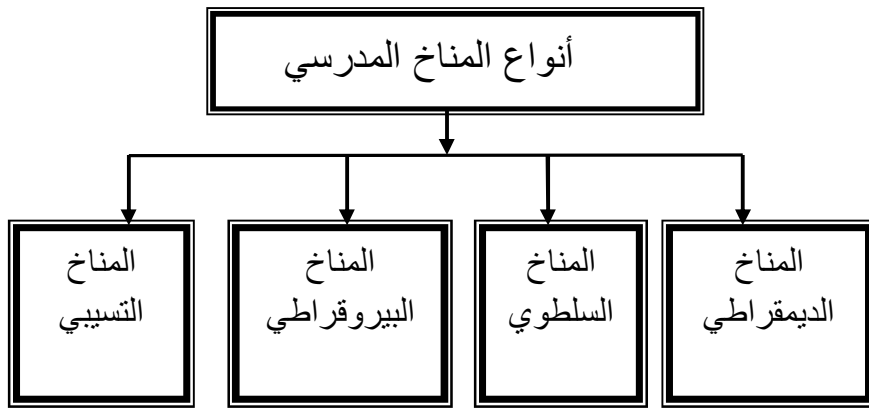 أنواع المناخ المدرسي
المناخ
الديمقراطي
المناخ
السلطوي
المناخ
البيروقراطي
المناخ
التسيبي